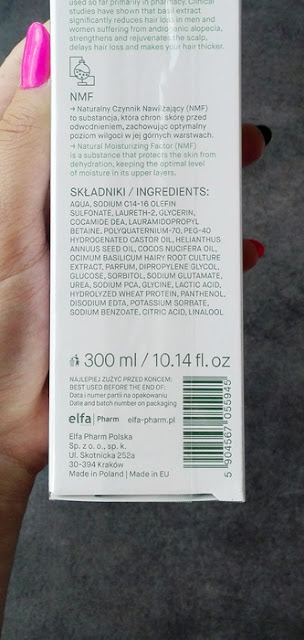 used so far primarily in pharmacy. Clinical
studies have shown that basil extract
significantly reduces hair loss in men and
women suffering from androgenic alopecia,
strengthens and rejuvenates the scalp,
delays hair loss and makes your hair thicker.
NMF
→ Naturalny Czynnik Nawilżający (NMF)
to substancja, która chroni skórę przed
odwodnieniem, zachowując optymalny
poziom wilgoci w jej górnych warstwach.
→ Natural Moisturizing Factor (NMF)
is a substance that protects the skin from
dehydration, keeping the optimal level
of moisture in its upper layers.
SKŁADNIKI / INGREDIENTS:
AQUA, SODIUM C14-16 OLEFIN
SULFONATE, LAURETH-2, GLYCERIN,
COCAMIDE DEA, LAURAMIDOPROPYL
BETAINE, POLYQUATERNIUM-70, PEG-40
HYDROGENATED CASTOR OIL, HELIANTHUS
ANNUUS SEED OIL, COCOS NUCIFERA OIL,
OCIMUM BASILICUM HAIRY ROOT CULTURE
EXTRACT, PARFUM, DIPROPYLENE GLYCOL,
GLUCOSE, SORBITOL, SODIUM GLUTAMATE,
UREA, SODIUM PCA, GLYCINE, LACTIC ACID,
HYDROLYZED WHEAT PROTEIN, PANTHENOL,
DISODIUM EDTA, POTASSIUM SORBATE,
SODIUM BENZOATE, CITRIC ACID, LINALOOL
300 ml / 10.14 fl. oz
NAJLEPIEJ ZUŻYĆ PRZED KOŃCEM:
BEST USED BEFORE THE END OF:
Data i numer partii na opakowaniu
Date and batch number on packaging
elfa Pharm elfa-pharm.pl
Elfa Pharm Polska
Sp. z o. o., sp. k.
Ul. Skotnicka 252a
30-394 Kraków
Made in Poland | Made in EU
5 904567 055945